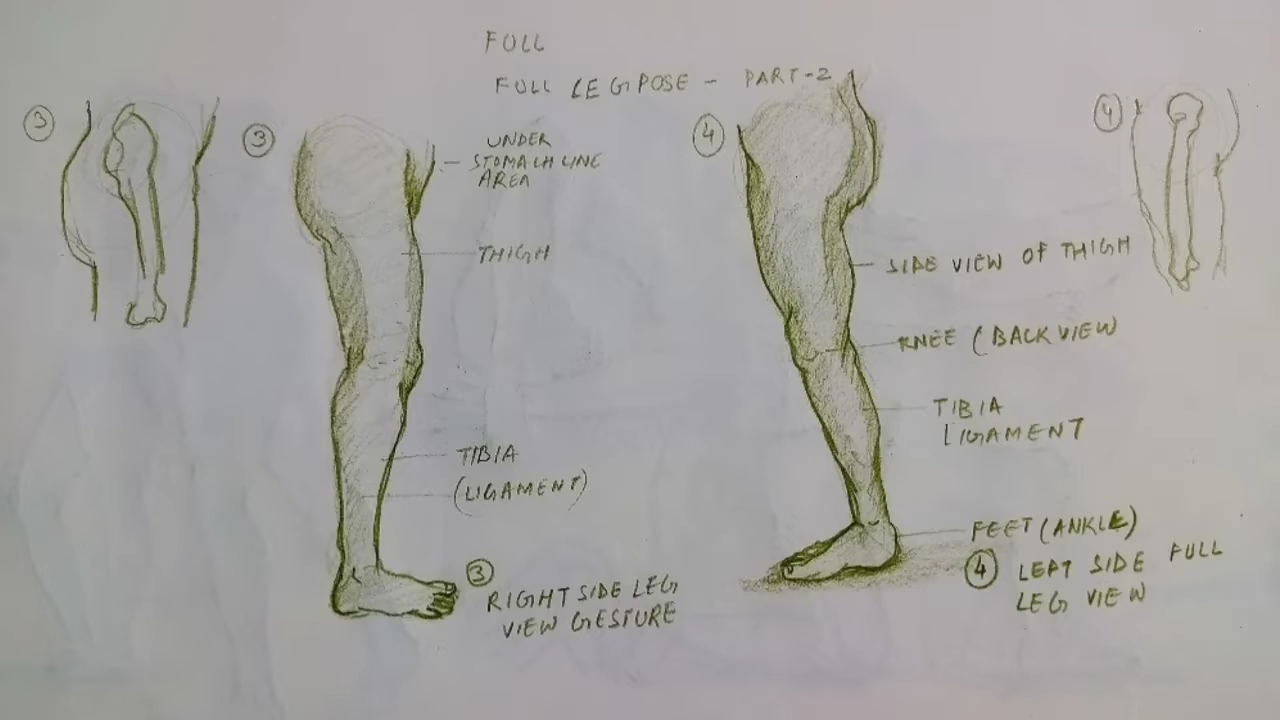 FULL
FULL LEG POSE - PART-2
3
3
UNDER
STOMACH LINE
AREA
THIGH
TIBIA
(LIGAMENT)
3
RIGHT SIDE LEG
VIEW GESTURE
4
4
SIDE VIEW OF THIGH
KNEE (BACK VIEW
TIBIA
LIGAMENT
FEET (ANKLE)
4
LEFT SIDE FULL
LEG VIEW